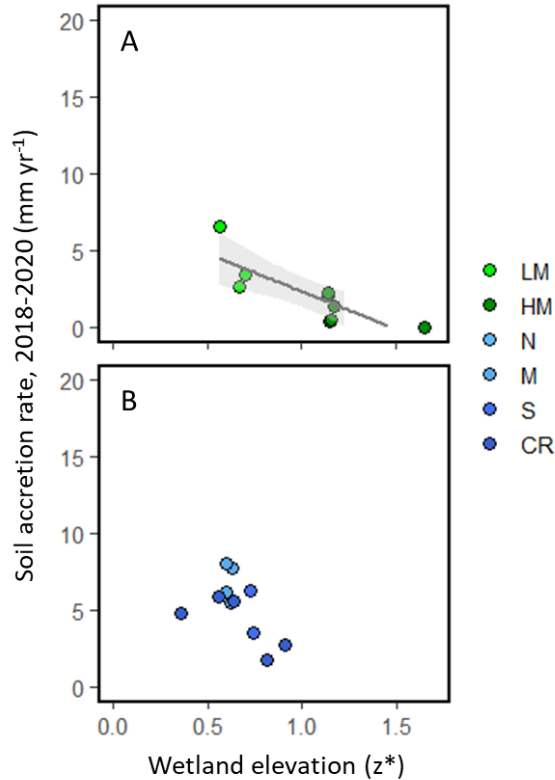 A
20
15
10
5
0
B
20
15
10
5
0
0.0 0.5 1.0 1.5
Wetland elevation (z*)
Soil accretion rate, 2018-2020 (mm yr-1)
LM
HM
N
M
S
CR